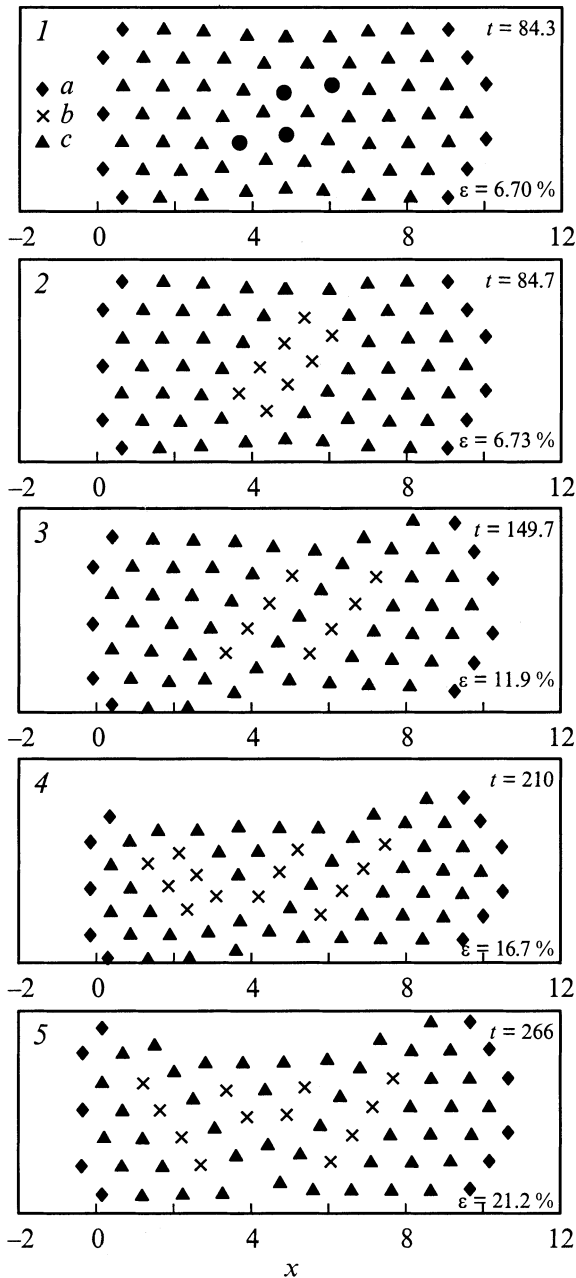 1
t = 84.3
a
b
c
ε = 6.70 %
−2 0 4 8 12
2
t = 84.7
ε = 6.73 %
−2 0 4 8 12
3
t = 149.7
ε = 11.9 %
−2 0 4 8 12
4
t = 210
ε = 16.7 %
−2 0 4 8 12
5
t = 266
ε = 21.2 %
−2 0 4 8 12
x